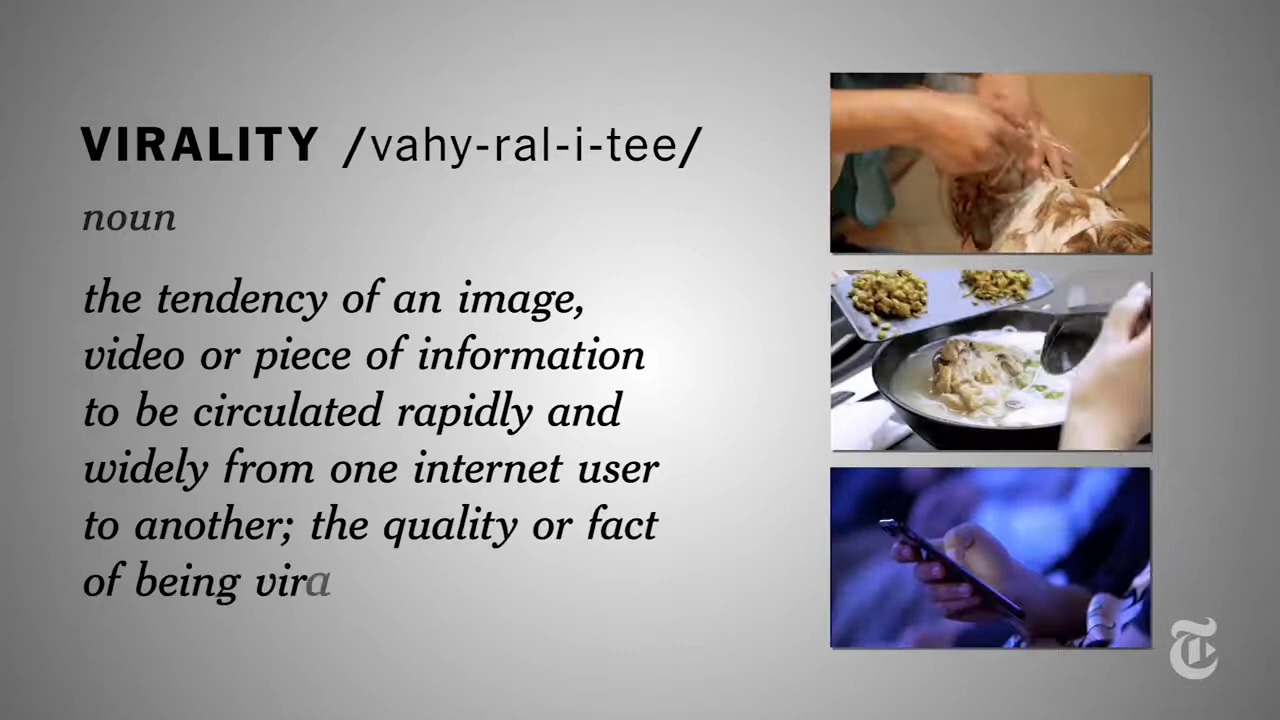 VIRALITY /vahy-ral-i-tee/
noun
the tendency of an image,
video or piece of information
to be circulated rapidly and
widely from one internet user
to another; the quality or fact
of being vira
T